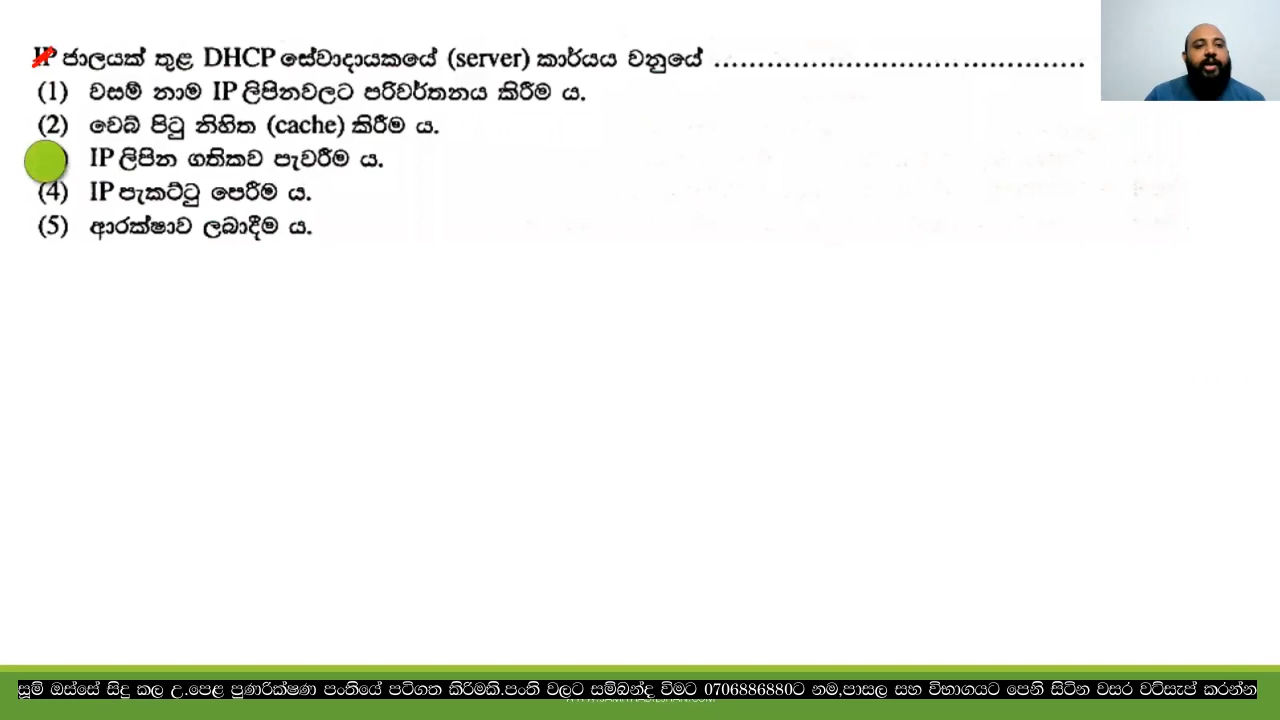 IP ජාලයක් තුළ DHCP සේවාදායකයේ (server) කාර්යය වනුයේ ........................................
(1) වසම් නාම IP ලිපිනවලට පරිවර්තනය කිරීම ය.
(2) වෙබ් පිටු නිහිත (cache) කිරීම ය.
IP ලිපින ගතිකව පැවරීම ය.
(4) IP පැකට්ටු පෙරීම ය.
(5) ආරක්ෂාව ලබාදීම ය.
සූම් ඔස්සේ සිදු කල උ.පෙළ පුණරීක්ෂණ පංතියේ පටිගත කිරීමකි.පංති වලට සම්බන්ද වීමට 0706886880ට නම,පාසල සහ විභාගයට පෙනි සිටින වසර වට්සැප් කරන්න